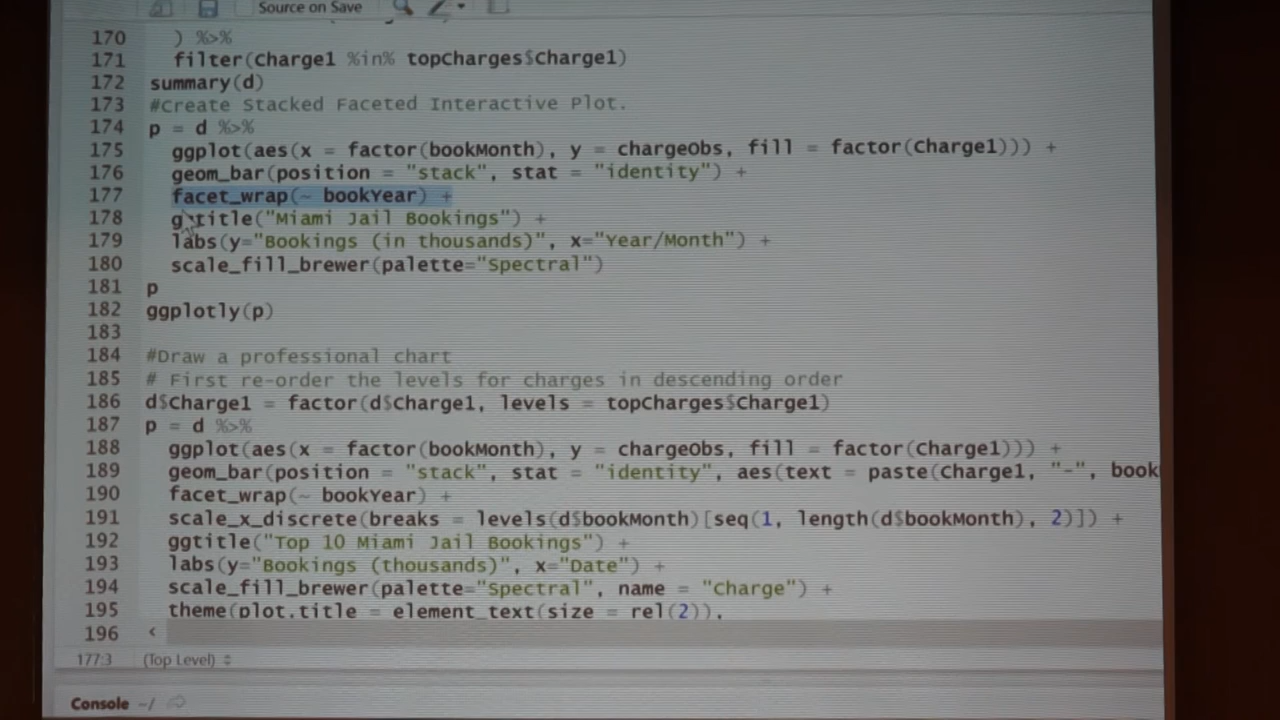 Source on Save
170 ) %>%
171 filter(Charge1 %in% topCharges$Charge1)
172 summary(d)
173 #Create Stacked Faceted Interactive Plot.
174 p = d %>%
175 ggplot(aes(x = factor(bookMonth), y = chargeObs, fill = factor(Charge1))) +
176 geom_bar(position = "stack", stat = "identity") +
177 facet_wrap(~ bookYear) +
178 ggtitle("Miami Jail Bookings") +
179 labs(y="Bookings (in thousands)", x="Year/Month") +
180 scale_fill_brewer(palette="Spectral")
181 p
182 ggplotly(p)
183
184 #Draw a professional chart
185 # First re-order the levels for charges in descending order
186 d$Charge1 = factor(d$Charge1, levels = topCharges$Charge1)
187 p = d %>%
188 ggplot(aes(x = factor(bookMonth), y = chargeObs, fill = factor(Charge1))) +
189 geom_bar(position = "stack", stat = "identity", aes(text = paste(Charge1, "-", book
190 facet_wrap(~ bookYear) +
191 scale_x_discrete(breaks = levels(d$bookMonth)[seq(1, length(d$bookMonth), 2)]) +
192 ggtitle("Top 10 Miami Jail Bookings") +
193 labs(y="Bookings (thousands)", x="Date") +
194 scale_fill_brewer(palette="Spectral", name = "Charge") +
195 theme(plot.title = element_text(size = rel(2)),
196
177:3 (Top Level)
Console ~/